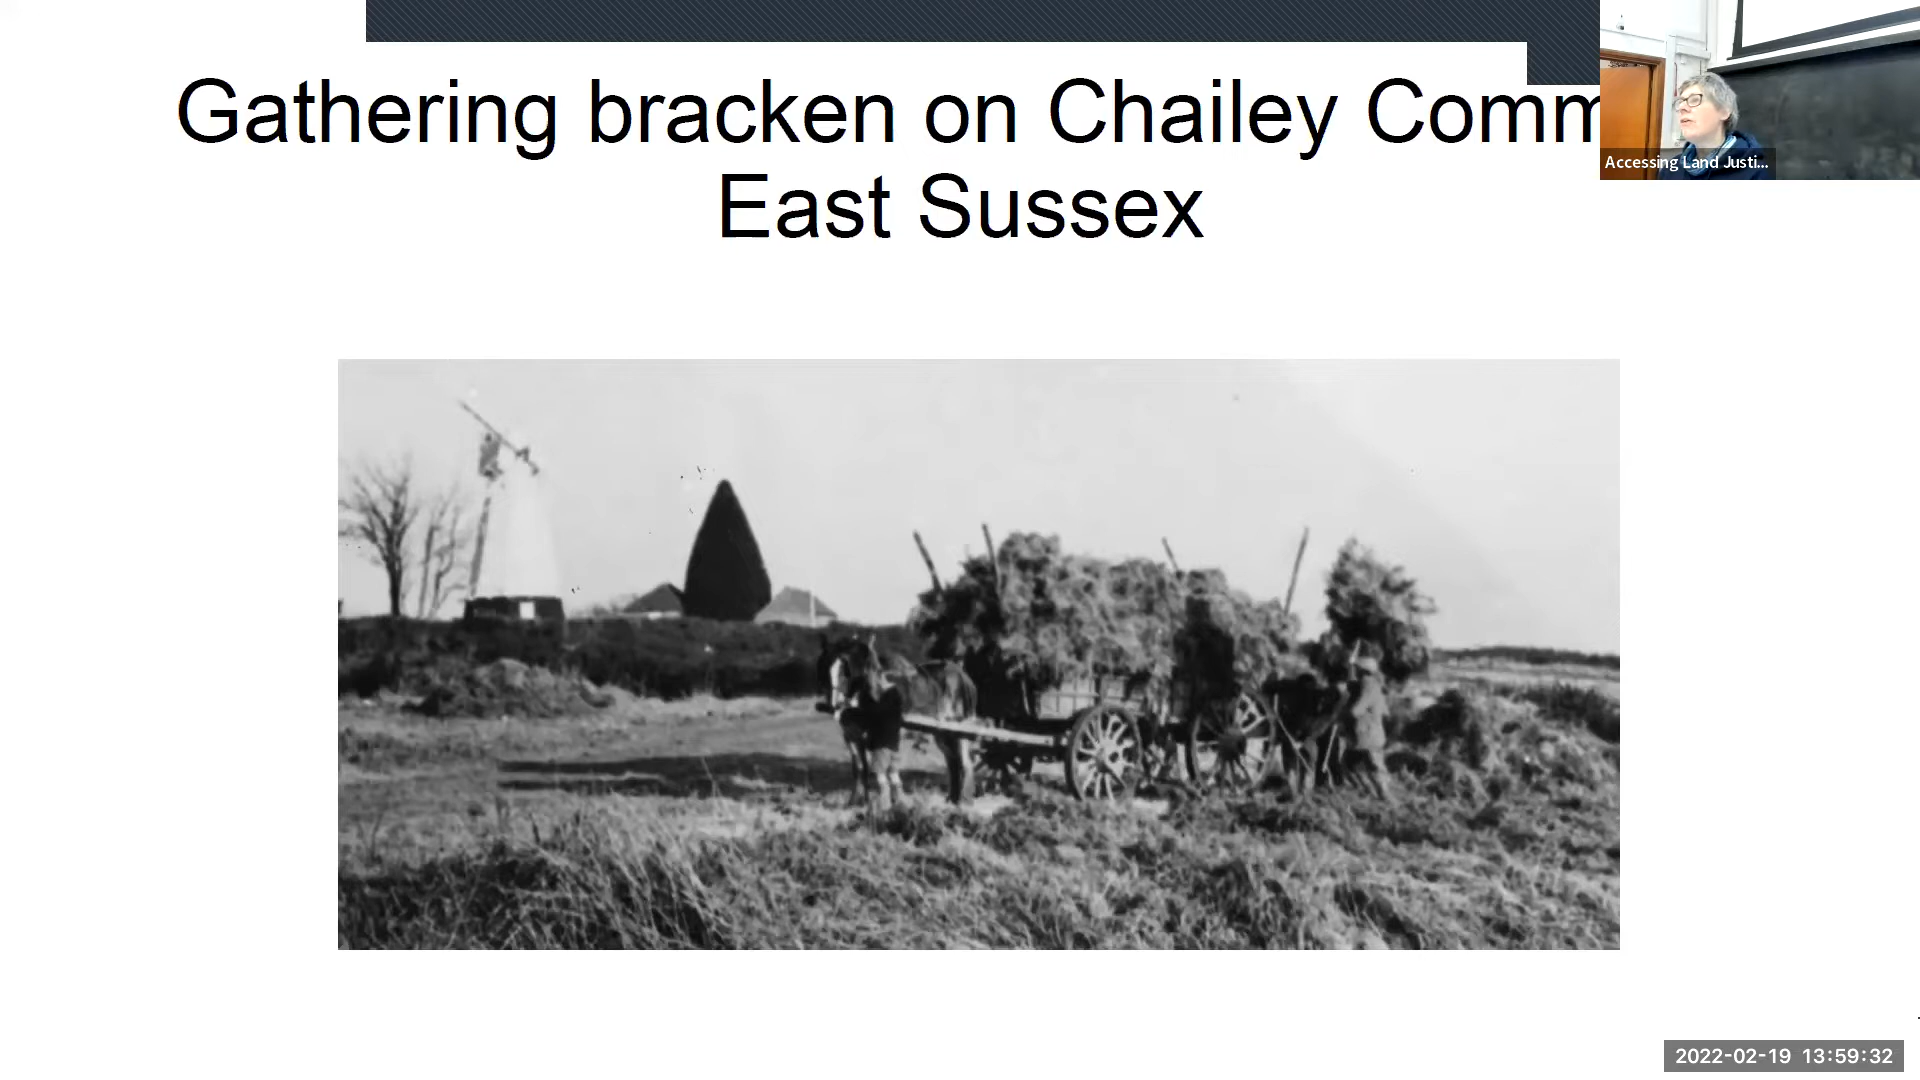 Gathering bracken on Chailey Comm
East Sussex
Accessing Land Justi...
2022-02-19 13:59:32